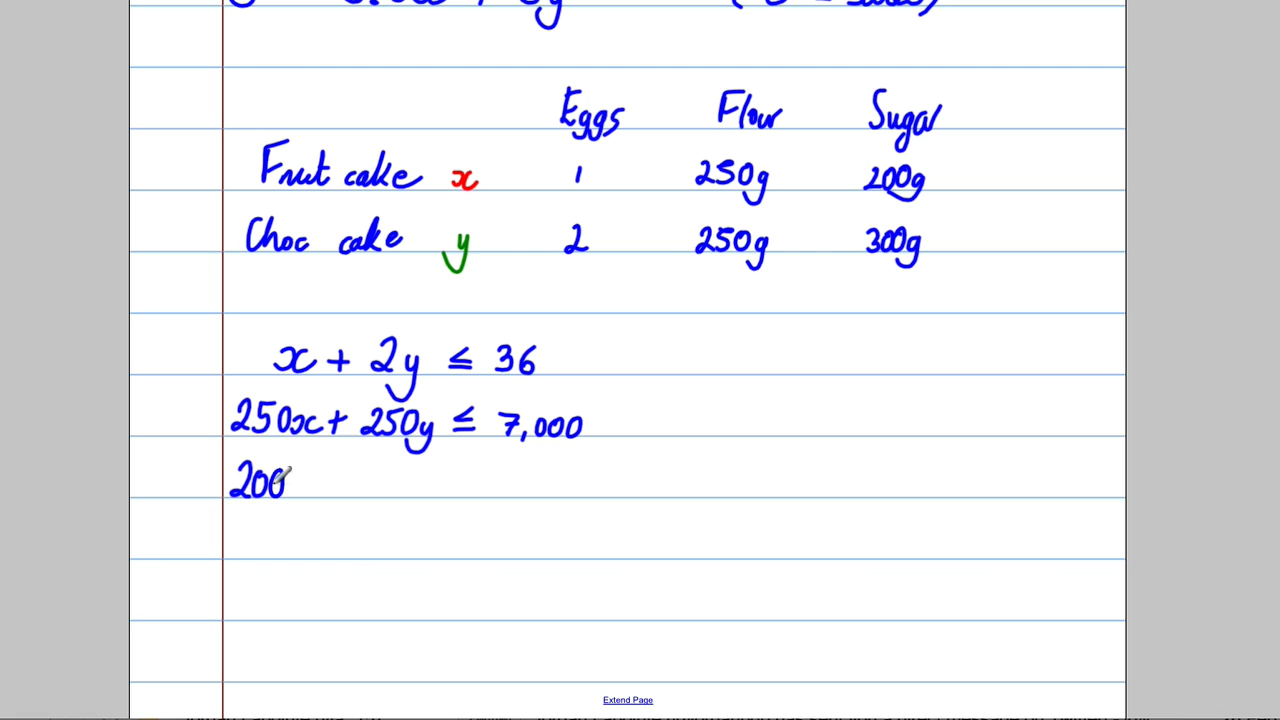 Eggs Flour Sugar
Fruit cake x 1 250g 200g
Choc cake y 2 250g 300g
x + 2y ≤ 36
250x + 250y ≤ 7,000
200
Extend Page